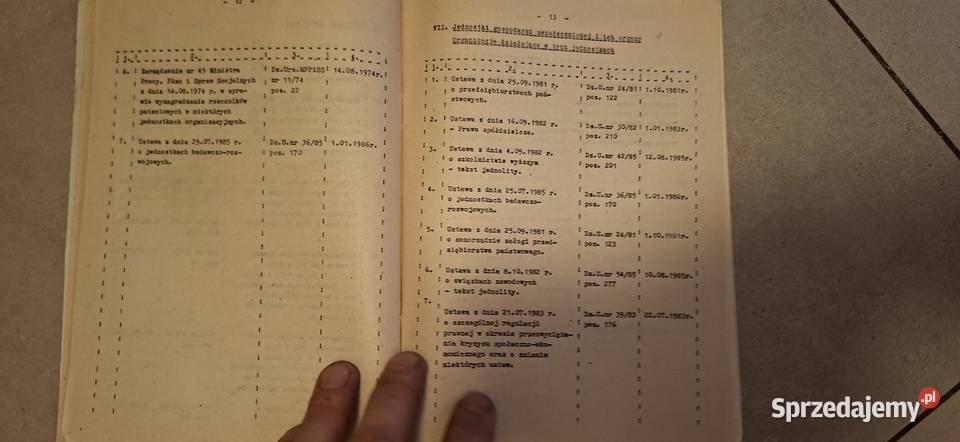 - 12 -
1. 2. 3. 4.
6. Zarządzenie nr 45 Ministra Dz.Urz.MPPiSS 14.08.1974r.
Pracy, Płac i Spraw Socjalnych nr 11/74
z dnia 14.08.1974 r. w spra- poz. 22
wie wynagradzania rzeczników
patentowych w niektórych
jednostkach organizacyjnych.
7. Ustawa z dnia 25.07.1985 r. Dz.U.nr 36/85 1.01.1986r.
o jednostkach badawczo-roz- poz. 170
wojowych.
- 13 -
VII. Jednostki gospodarki uspołecznionej i ich organy
Organizacje działające w tych jednostkach
1. 2. 3. 4.
1. Ustawa z dnia 25.09.1981 r. Dz.U.nr 24/81 1.10.1981r.
o przedsiębiorstwach pań- poz. 122
stwowych.
2. Ustawa z dnia 16.09.1982 r. Dz.U.nr 30/82 1.01.1983r.
- Prawo spółdzielcze. poz. 210
3. Ustawa z dnia 4.05.1982 r. Dz.U.nr 42/85 12.08.1985r.
o szkolnictwie wyższym poz. 201
- tekst jednolity.
4. Ustawa z dnia 25.07.1985 r. Dz.U.nr 36/85 1.01.1986r.
o jednostkach badawczo- poz. 170
rozwojowych.
5. Ustawa z dnia 25.09.1981 r. Dz.U.nr 24/81 1.10.1981r.
o samorządzie załogi przed- poz. 123
siębiorstwa państwowego.
6. Ustawa z dnia 8.10.1982 r. Dz.U.nr 54/85 10.08.1985r.
o związkach zawodowych poz. 277
- tekst jednolity.
7.
Ustawa z dnia 21.07.1983 r. Dz.U.nr 39/83 22.07.1983r.
o szczególnej regulacji poz. 176
prawnej w okresie przezwycięże-
nia kryzysu społeczno-eko-
nomicznego oraz o zmianie
niektórych ustaw.
Sprzedajemy.pl